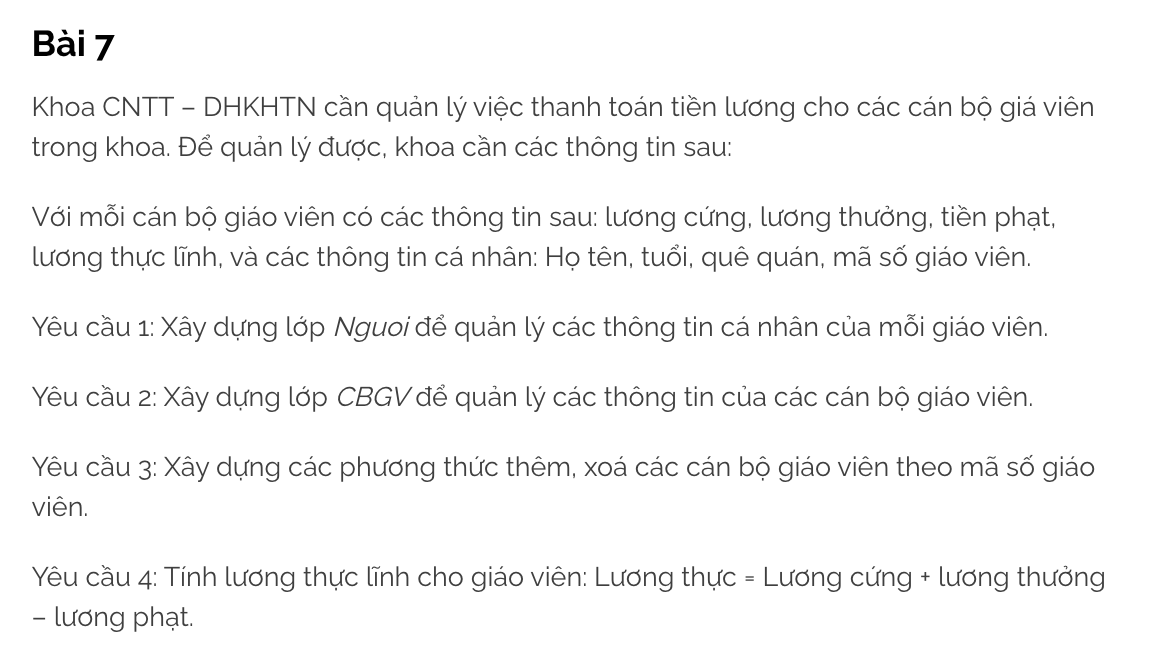 Bài 7
Khoa CNTT – DHKHTN cần quản lý việc thanh toán tiền lương cho các cán bộ giá viên
trong khoa. Để quản lý được, khoa cần các thông tin sau:
Với mỗi cán bộ giáo viên có các thông tin sau: lương cứng, lương thưởng, tiền phạt,
lương thực lĩnh, và các thông tin cá nhân: Họ tên, tuổi, quê quán, mã số giáo viên.
Yêu cầu 1: Xây dựng lớp Nguoi để quản lý các thông tin cá nhân của mỗi giáo viên.
Yêu cầu 2: Xây dựng lớp CBGV để quản lý các thông tin của các cán bộ giáo viên.
Yêu cầu 3: Xây dựng các phương thức thêm, xoá các cán bộ giáo viên theo mã số giáo
viên.
Yêu cầu 4: Tính lương thực lĩnh cho giáo viên: Lương thực = Lương cứng + lương thưởng
– lương phạt.